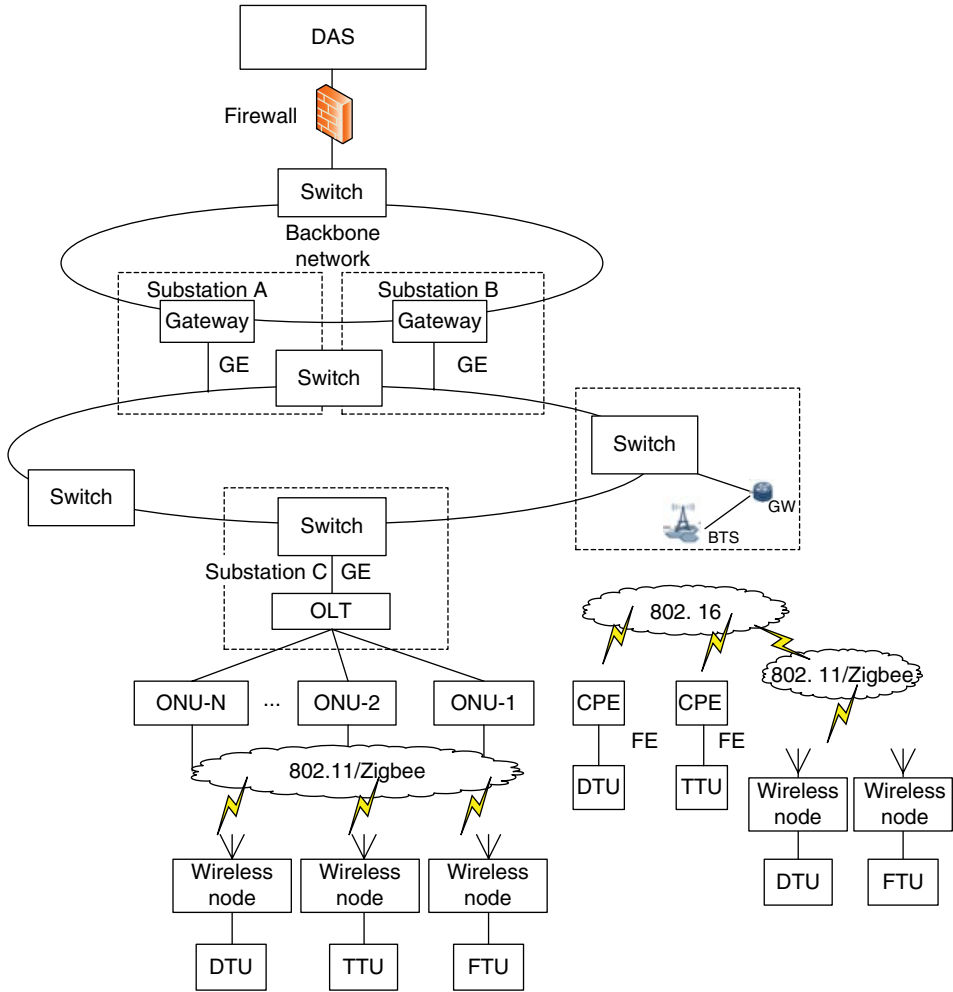 DAS
Firewall
Switch
Backbone
network
Substation A
Substation B
Gateway
Gateway
GE
GE
Switch
Switch
GW
BTS
Switch
Switch
Substation C
GE
OLT
802. 16
802. 11/Zigbee
ONU-N
...
ONU-2
ONU-1
CPE
CPE
FE
FE
DTU
TTU
802.11/Zigbee
Wireless
node
Wireless
node
DTU
FTU
Wireless
node
Wireless
node
Wireless
node
DTU
TTU
FTU